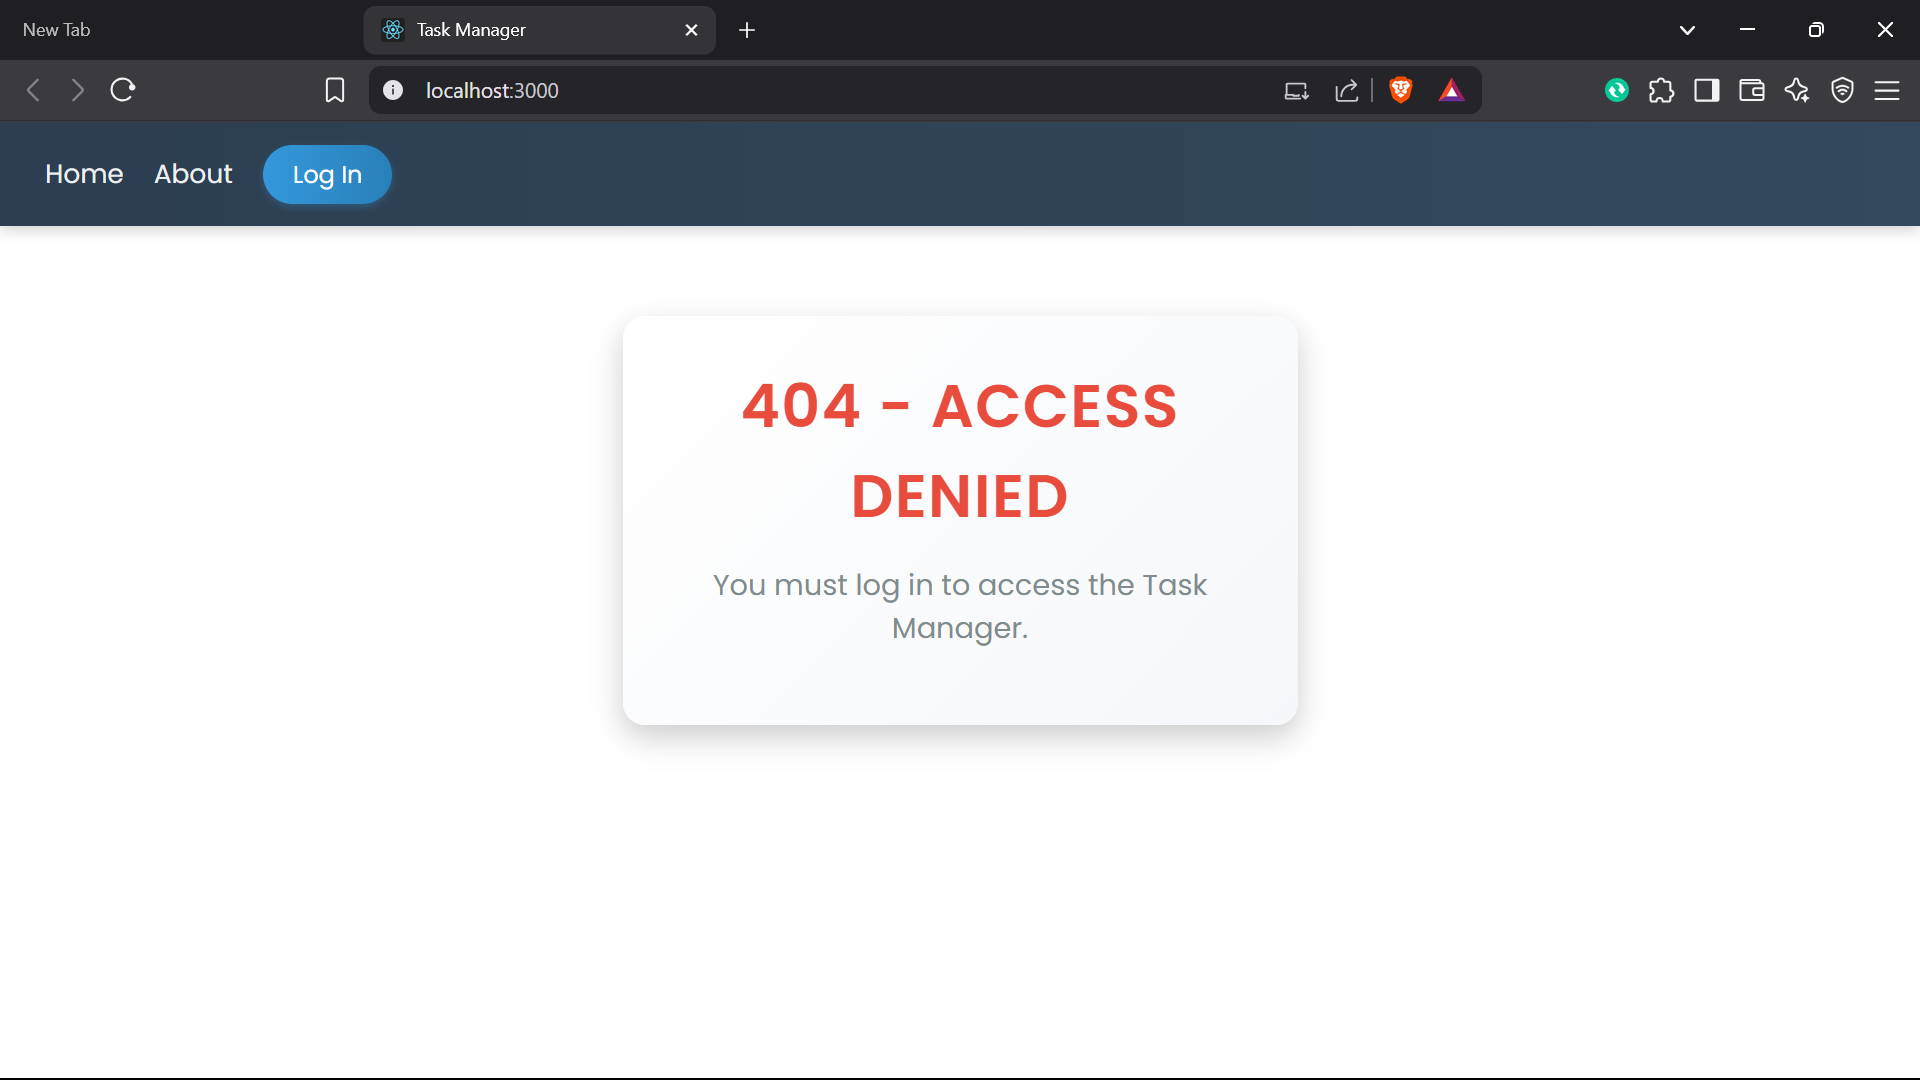 New Tab
Task Manager
localhost:3000
Home About Log In
404 - ACCESS
DENIED
You must log in to access the Task
Manager.